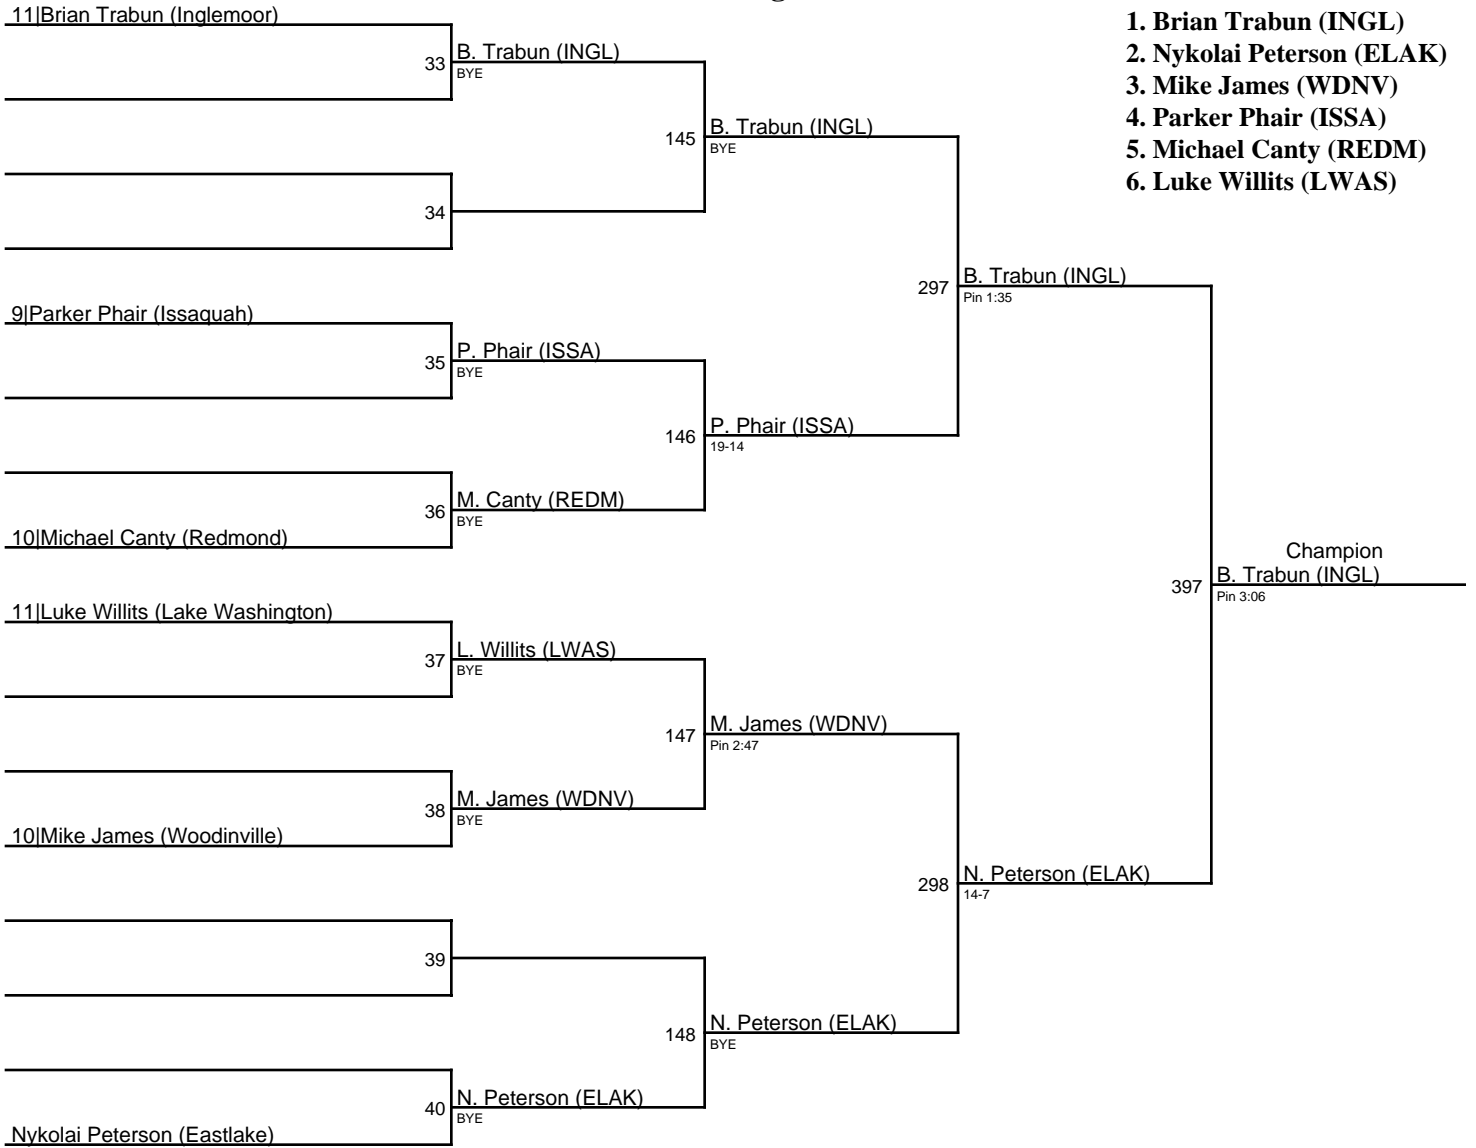 11|Brian Trabun (Inglemoor)
33
B. Trabun (INGL)
BYE
145
B. Trabun (INGL)
BYE
34
297
B. Trabun (INGL)
Pin 1:35
9|Parker Phair (Issaquah)
35
P. Phair (ISSA)
BYE
146
P. Phair (ISSA)
19-14
36
M. Canty (REDM)
BYE
10|Michael Canty (Redmond)
397
Champion
B. Trabun (INGL)
Pin 3:06
11|Luke Willits (Lake Washington)
37
L. Willits (LWAS)
BYE
147
M. James (WDNV)
Pin 2:47
38
M. James (WDNV)
BYE
10|Mike James (Woodinville)
298
N. Peterson (ELAK)
14-7
39
148
N. Peterson (ELAK)
BYE
40
N. Peterson (ELAK)
BYE
Nykolai Peterson (Eastlake)
1. Brian Trabun (INGL)
2. Nykolai Peterson (ELAK)
3. Mike James (WDNV)
4. Parker Phair (ISSA)
5. Michael Canty (REDM)
6. Luke Willits (LWAS)